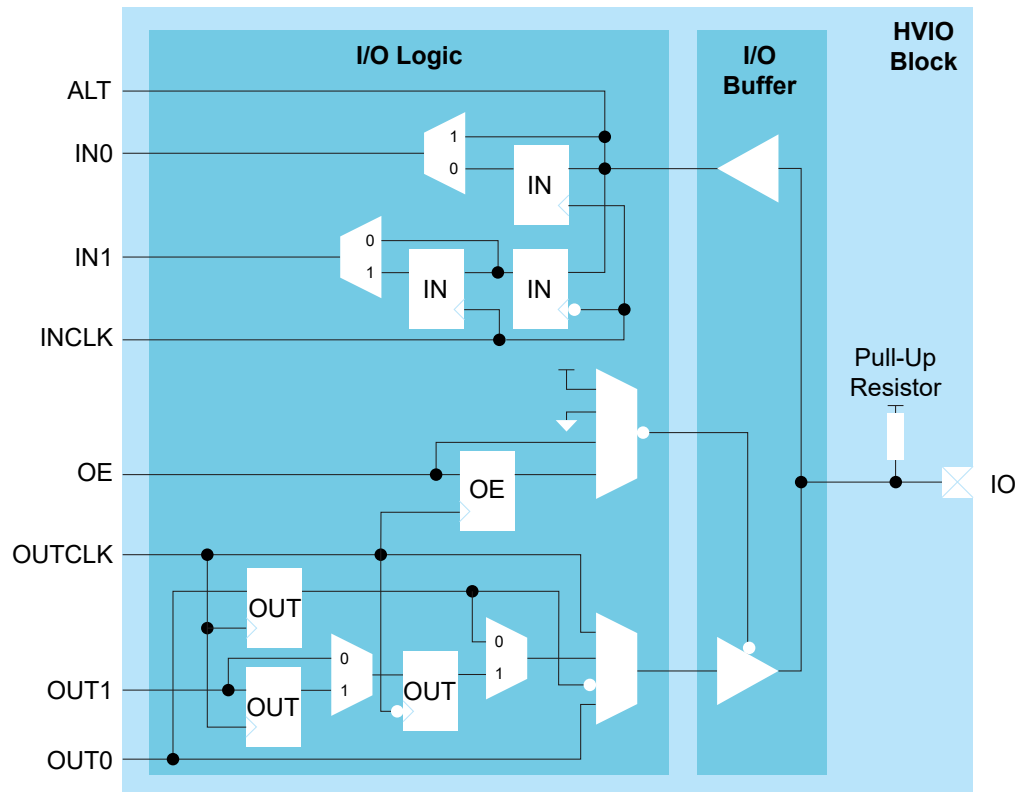 HVIO
Block
I/O Logic
I/O
Buffer
ALT
IN0
1
0
IN
IN1
0
1
IN
IN
INCLK
Pull-Up
Resistor
OE
OE
IO
OUTCLK
OUT
0
0
1
OUT1
1
OUT
OUT
OUT0